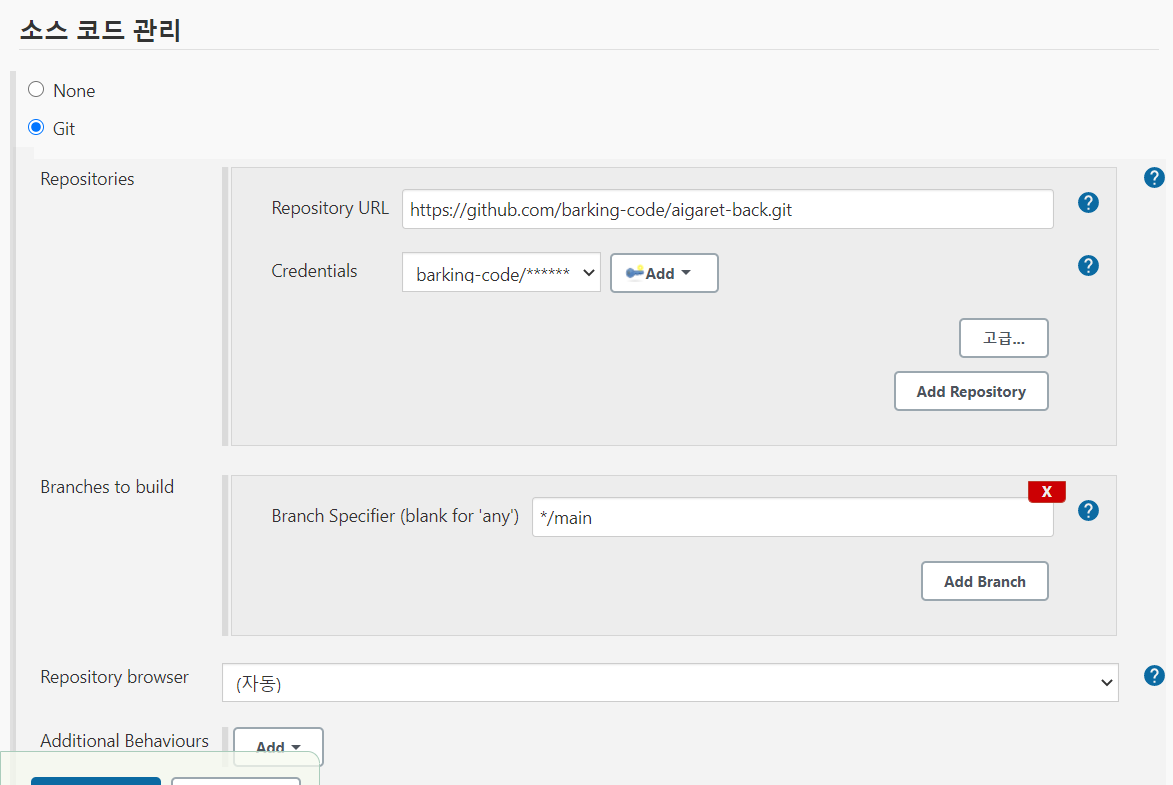 소스 코드 관리
None
Git
Repositories
Repository URL
https://github.com/barking-code/aigaret-back.git
Credentials
barking-code/******
Add
고급...
Add Repository
Branches to build
X
Branch Specifier (blank for 'any')
*/main
Add Branch
Repository browser
(자동)
Additional Behaviours
Add